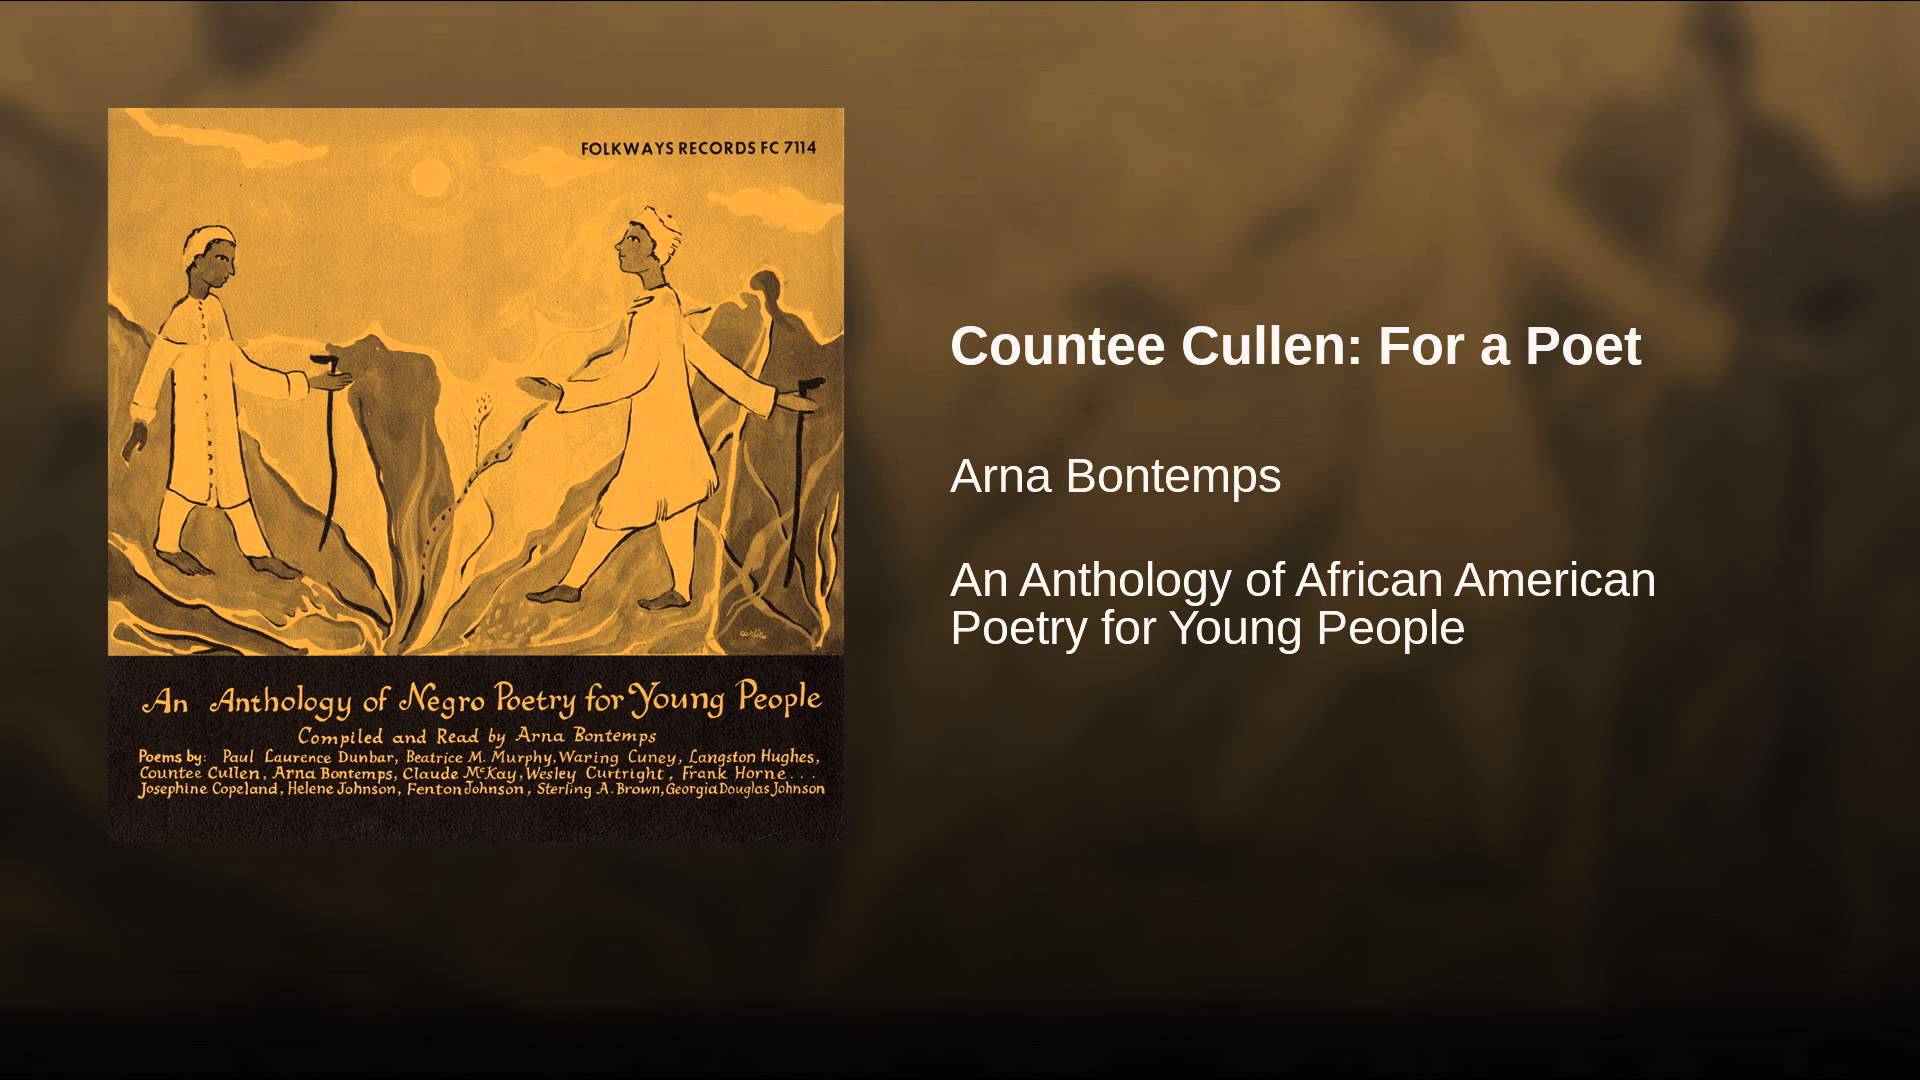 FOLKWAYS RECORDS FC 7114
carlis
An Anthology of Negro Poetry for Young People
Compiled and Read by Arna Bontemps
Poems by: Paul Laurence Dunbar, Beatrice M. Murphy, Waring Cuney, Langston Hughes,
Countee Cullen, Arna Bontemps, Claude McKay, Wesley Curtright, Frank Horne...
Josephine Copeland, Helene Johnson, Fenton Johnson, Sterling A. Brown, Georgia Douglas Johnson
Countee Cullen: For a Poet
Arna Bontemps
An Anthology of African American
Poetry for Young People